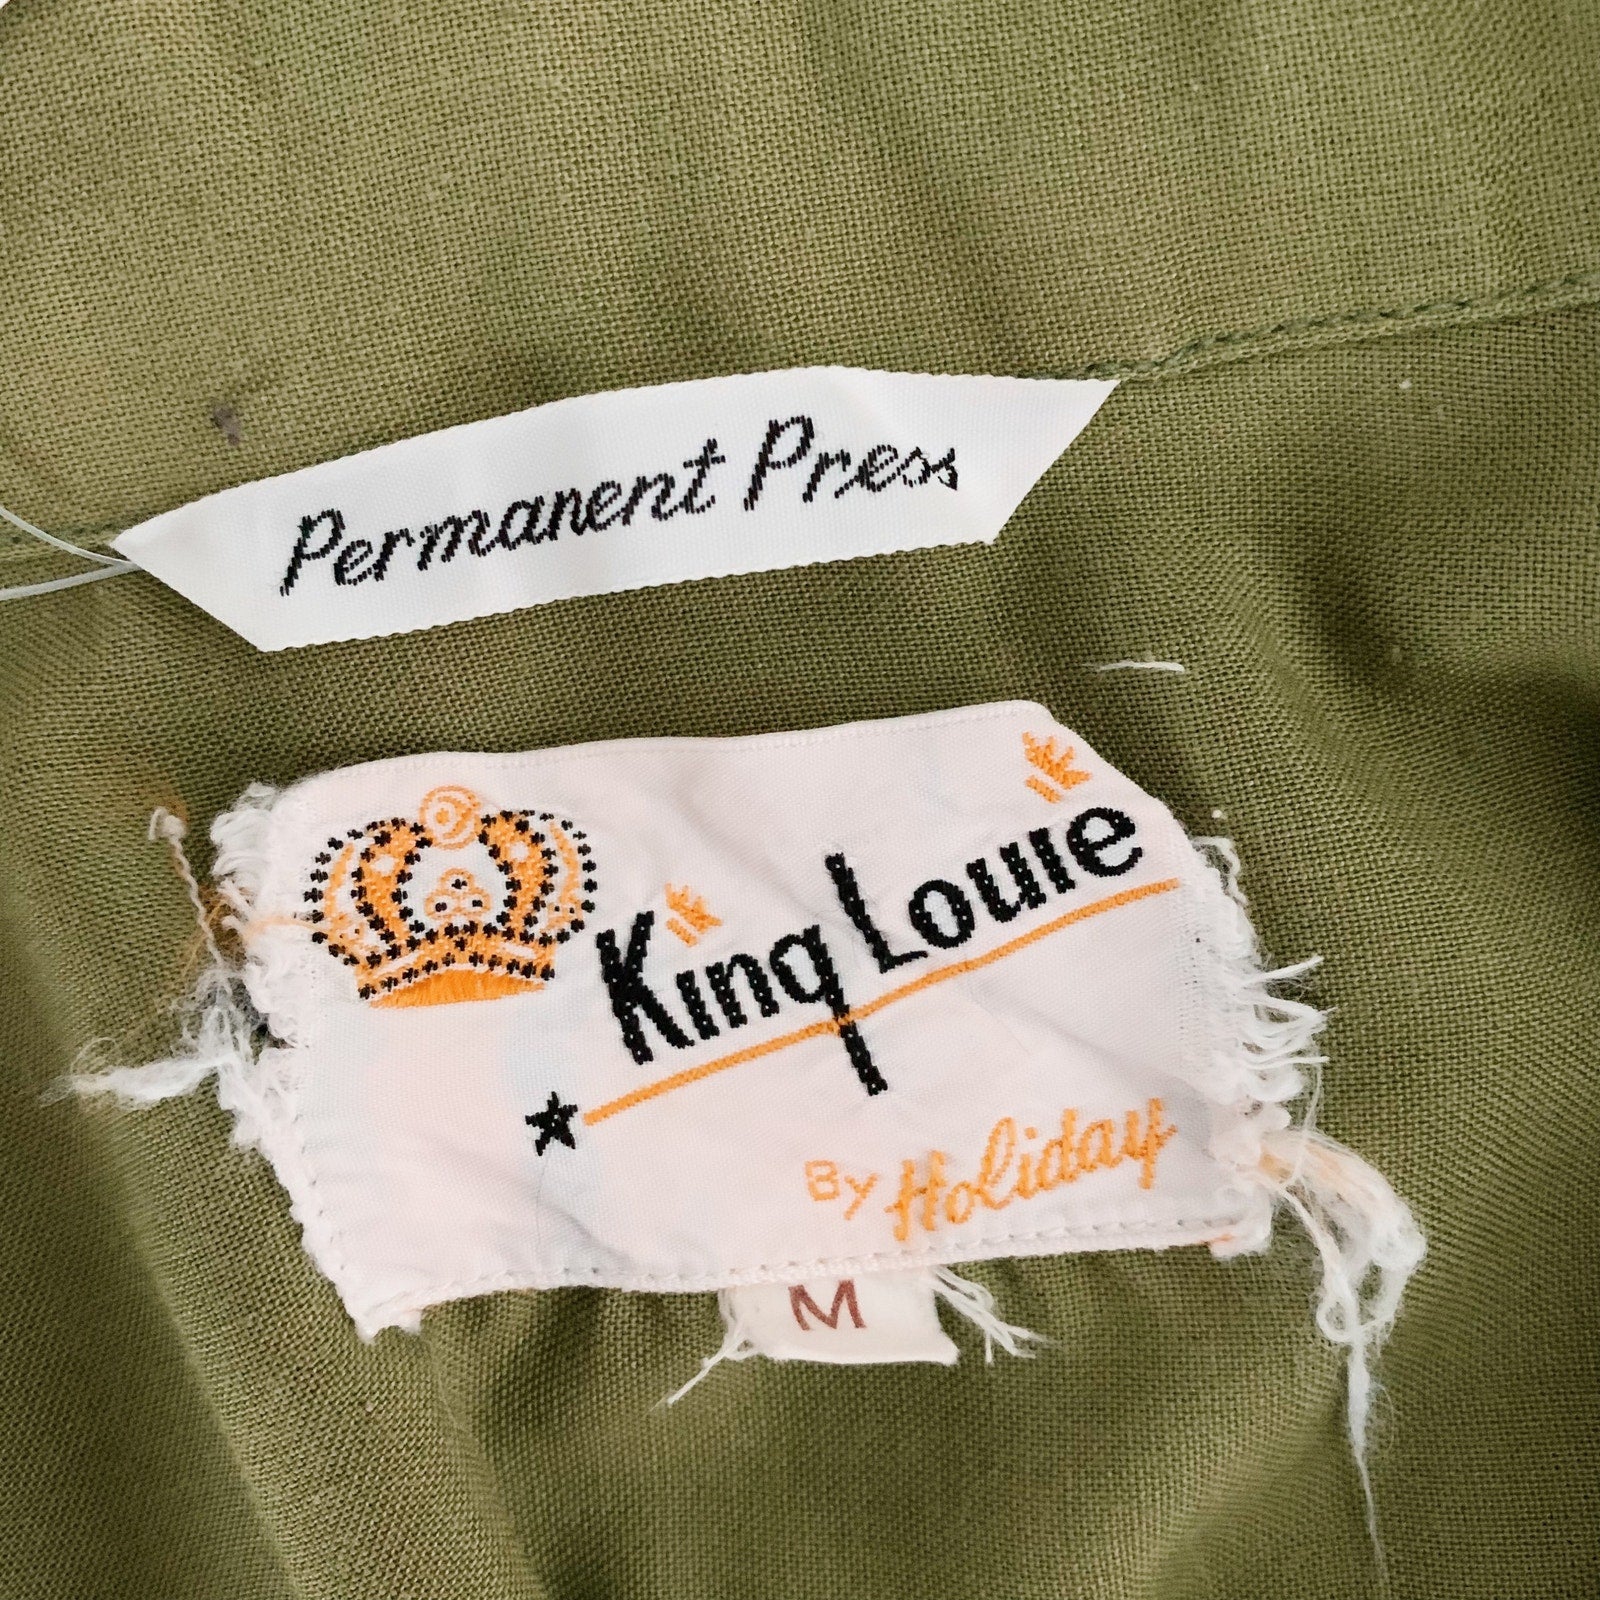 Permanent Press
King Louie
By Holiday
M